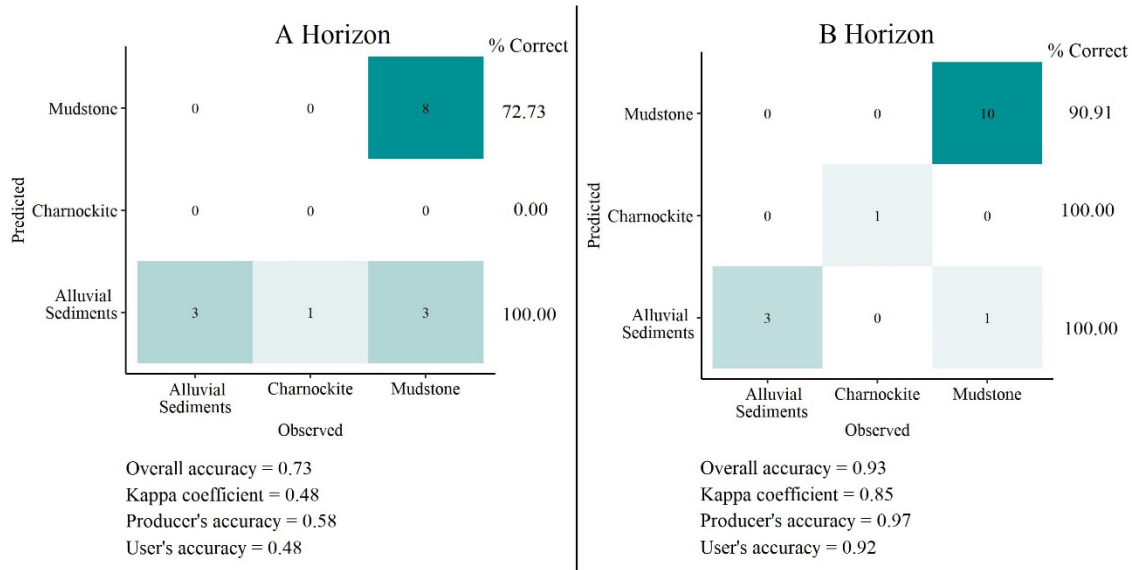 A Horizon
% Correct
Mudstone
0
0
8
72.73
Predicted
Charnockite
0
0
0
0.00
Alluvial
Sediments
3
1
3
100.00
Alluvial
Sediments
Charnockite
Mudstone
Observed
Overall accuracy = 0.73
Kappa coefficient = 0.48
Producer's accuracy = 0.58
User's accuracy = 0.48
B Horizon
% Correct
Mudstone
0
0
10
90.91
Predicted
Charnockite
0
1
0
100.00
Alluvial
Sediments
3
0
1
100.00
Alluvial
Sediments
Charnockite
Mudstone
Observed
Overall accuracy = 0.93
Kappa coefficient = 0.85
Producer's accuracy = 0.97
User's accuracy = 0.92